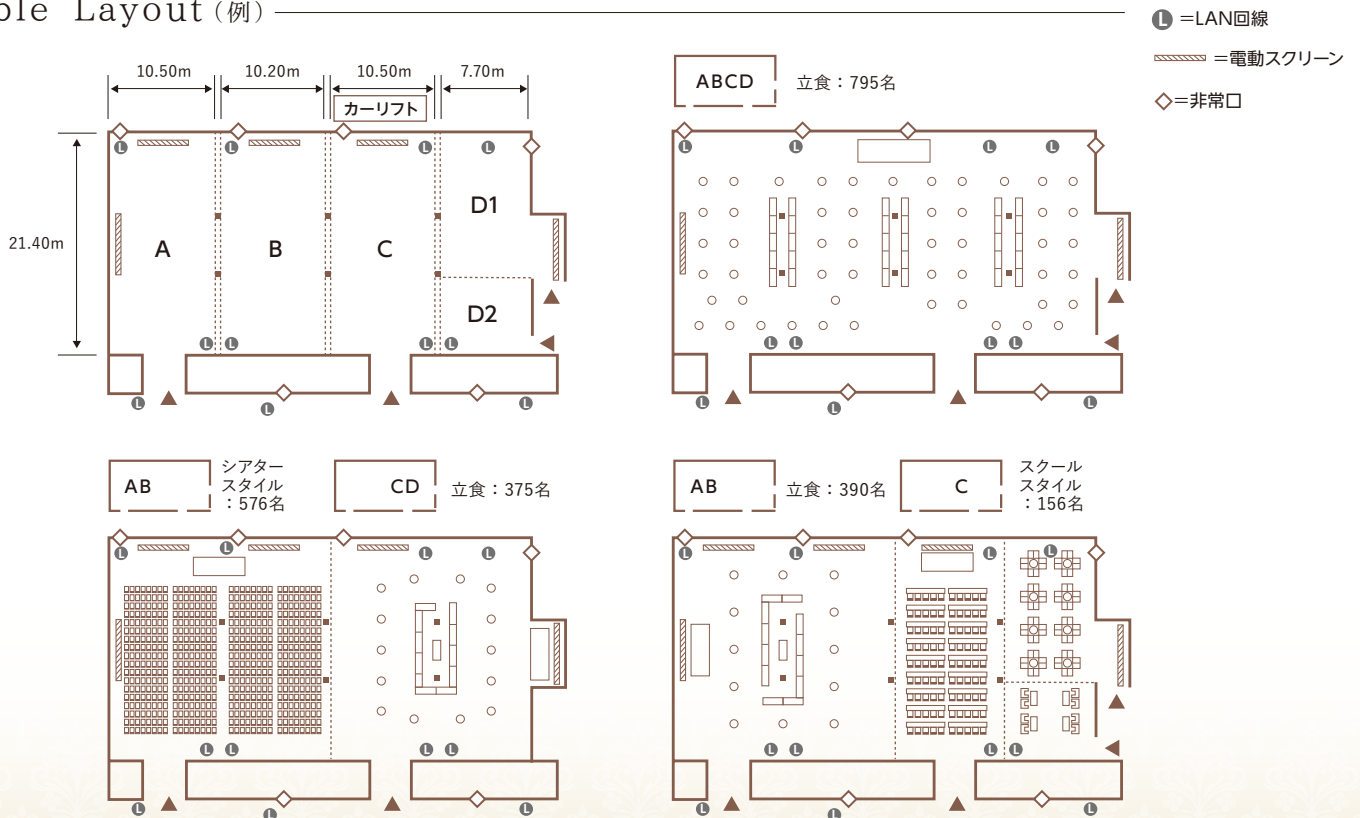 ble Layout（例）
L =LAN回線
=電動スクリーン
=非常口
10.50m 10.20m 10.50m 7.70m
カーリフト
21.40m
L L L L
A B C D1
D2
L L L L
L L L
ABCD 立食：795名
L L L L
L L L L
L L L
AB シアター
スタイル
：576名
CD 立食：375名
L L L L
L L L L
L L L
AB 立食：390名
C スクール
スタイル
：156名
L L L L
L L L L
L L L